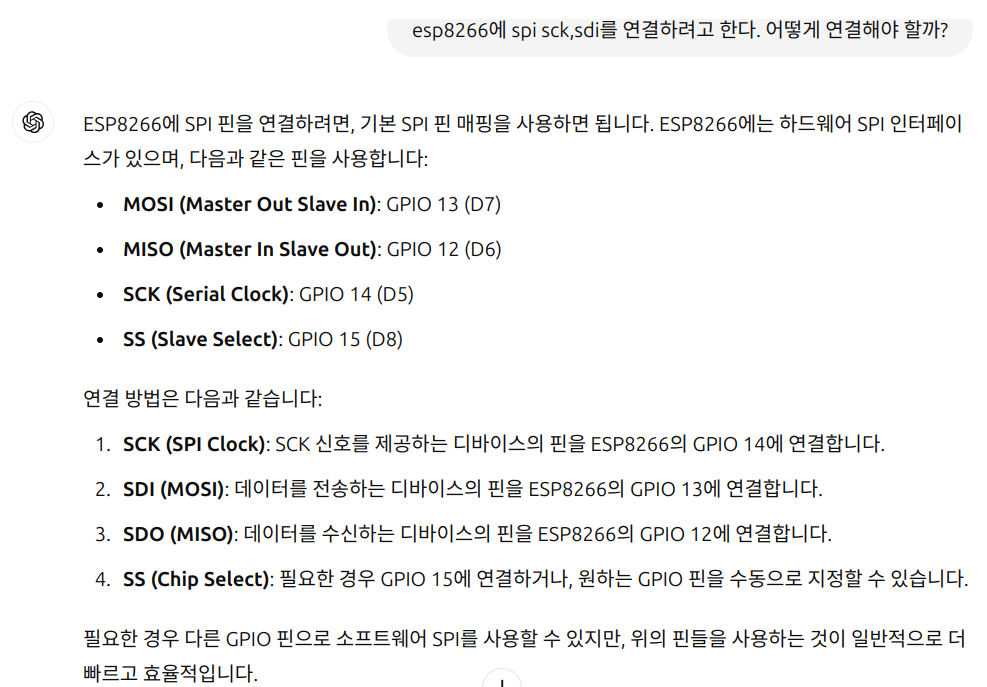 esp8266에 spi sck,sdi를 연결하려고 한다. 어떻게 연결해야 할까?
ESP8266에 SPI 핀을 연결하려면, 기본 SPI 핀 매핑을 사용하면 됩니다. ESP8266에는 하드웨어 SPI 인터페이
스가 있으며, 다음과 같은 핀을 사용합니다:
• MOSI (Master Out Slave In): GPIO 13 (D7)
• MISO (Master In Slave Out): GPIO 12 (D6)
• SCK (Serial Clock): GPIO 14 (D5)
• SS (Slave Select): GPIO 15 (D8)
연결 방법은 다음과 같습니다:
1. SCK (SPI Clock): SCK 신호를 제공하는 디바이스의 핀을 ESP8266의 GPIO 14에 연결합니다.
2. SDI (MOSI): 데이터를 전송하는 디바이스의 핀을 ESP8266의 GPIO 13에 연결합니다.
3. SDO (MISO): 데이터를 수신하는 디바이스의 핀을 ESP8266의 GPIO 12에 연결합니다.
4. SS (Chip Select): 필요한 경우 GPIO 15에 연결하거나, 원하는 GPIO 핀을 수동으로 지정할 수 있습니다.
필요한 경우 다른 GPIO 핀으로 소프트웨어 SPI를 사용할 수 있지만, 위의 핀들을 사용하는 것이 일반적으로 더
빠르고 효율적입니다.